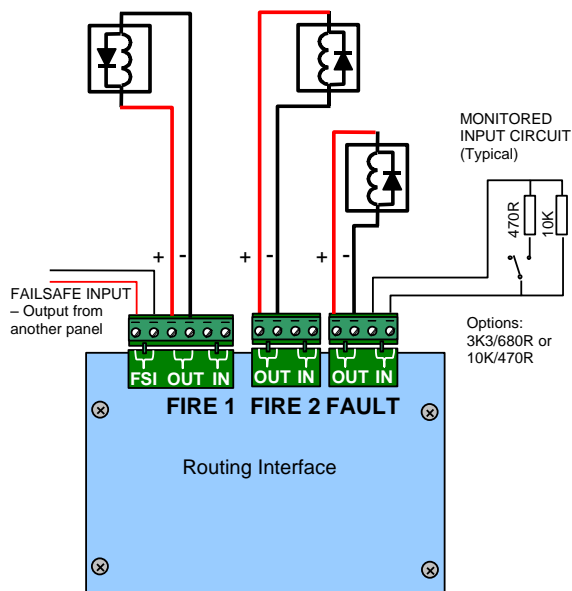 MONITORED
INPUT CIRCUIT
(Typical)
470R
10K
+ -
+ -
+ -
FAILSAFE INPUT
– Output from
another panel
Options:
3K3/680R or
10K/470R
FSI OUT IN
OUT IN
OUT IN
FIRE 1 FIRE 2 FAULT
Routing Interface